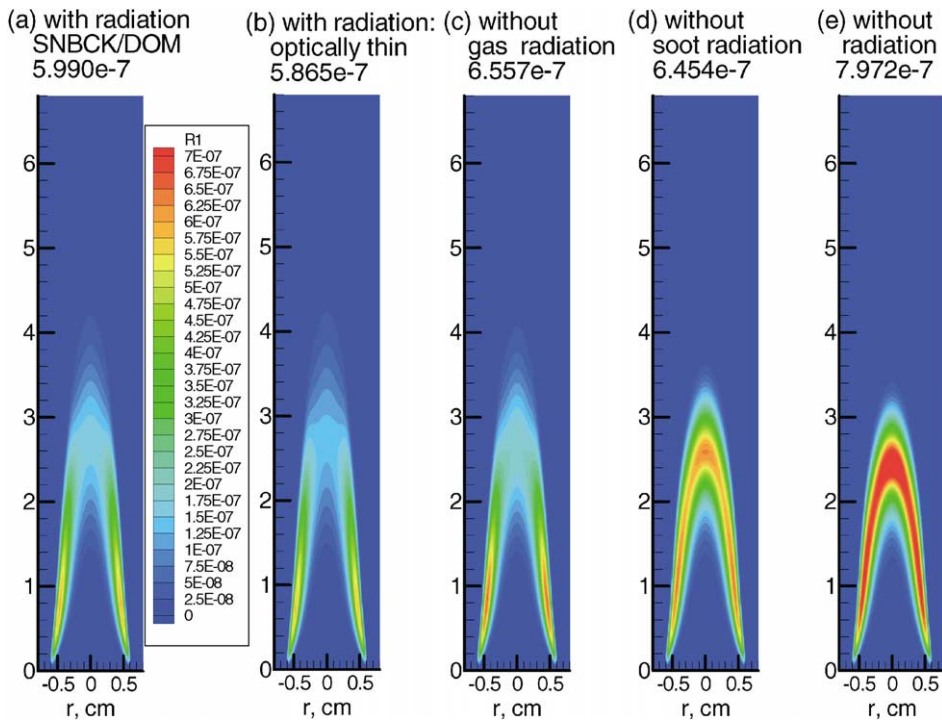 (a) with radiation
SNBCK/DOM
5.990e-7
(b) with radiation:
optically thin
5.865e-7
(c) without
gas radiation
6.557e-7
(d) without
soot radiation
6.454e-7
(e) without
radiation
7.972e-7
R1
7E-07
6.75E-07
6.5E-07
6.25E-07
6E-07
5.75E-07
5.5E-07
5.25E-07
5E-07
4.75E-07
4.5E-07
4.25E-07
4E-07
3.75E-07
3.5E-07
3.25E-07
3E-07
2.75E-07
2.5E-07
2.25E-07
2E-07
1.75E-07
1.5E-07
1.25E-07
1E-07
7.5E-08
5E-08
2.5E-08
0
6
5
4
3
2
1
0
-0.5 0 0.5
r, cm
6
5
4
3
2
1
0
-0.5 0 0.5
r, cm
6
5
4
3
2
1
0
-0.5 0 0.5
r, cm
6
5
4
3
2
1
0
-0.5 0 0.5
r, cm
6
5
4
3
2
1
0
-0.5 0 0.5
r, cm